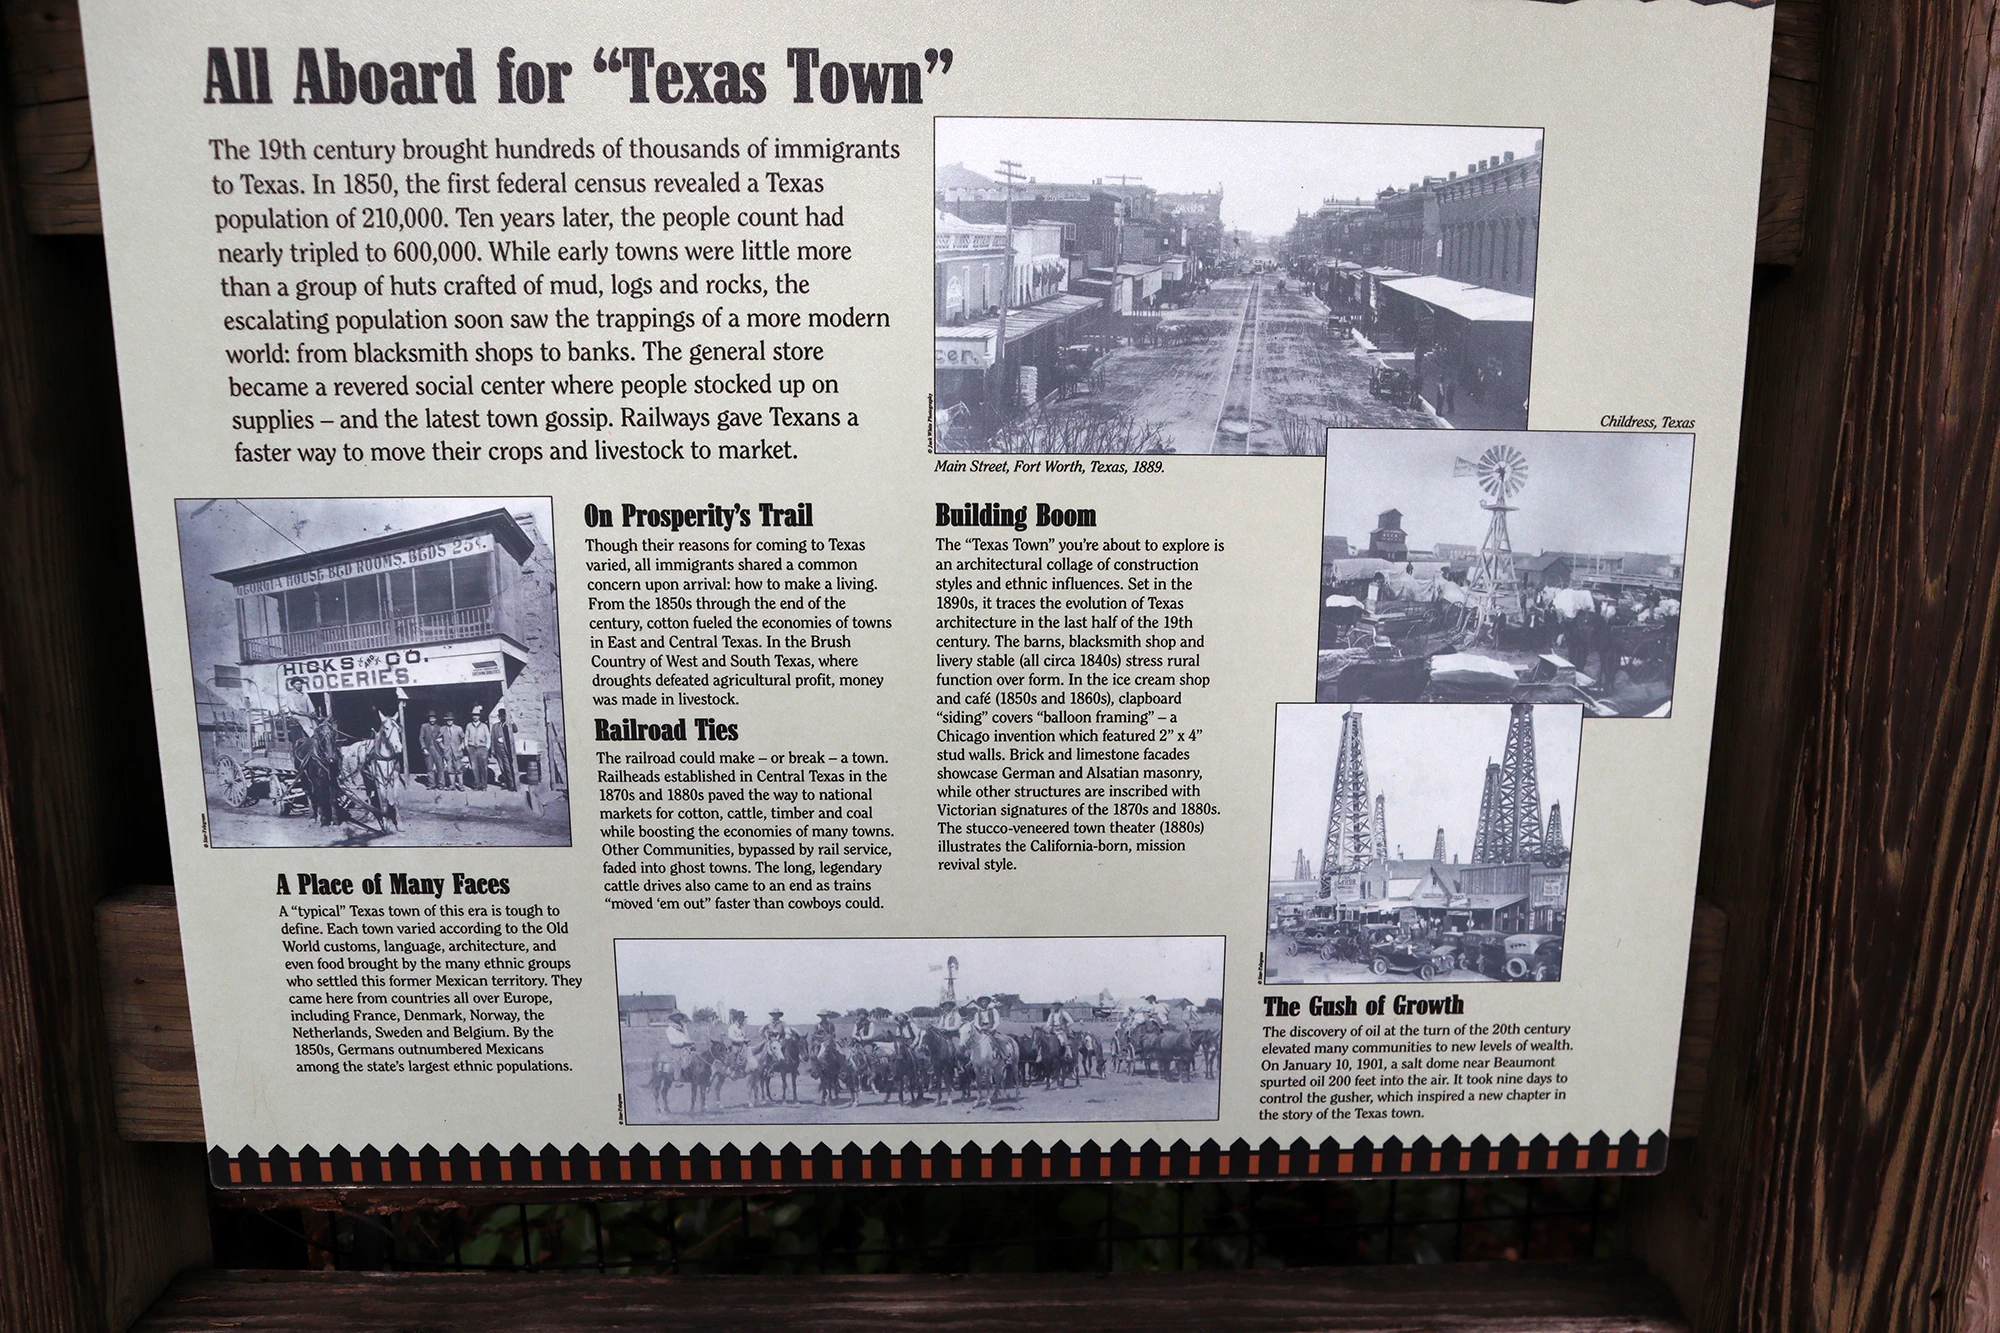 All Aboard for “Texas Town”
The 19th century brought hundreds of thousands of immigrants
to Texas. In 1850, the first federal census revealed a Texas
population of 210,000. Ten years later, the people count had
nearly tripled to 600,000. While early towns were little more
than a group of huts crafted of mud, logs and rocks, the
escalating population soon saw the trappings of a more modern
world: from blacksmith shops to banks. The general store
became a revered social center where people stocked up on
supplies – and the latest town gossip. Railways gave Texans a
faster way to move their crops and livestock to market.
cer.
© Jack White Photography
Main Street, Fort Worth, Texas, 1889.
Childress, Texas
GEORGIA HOUSE BED ROOMS. BEDS 25¢.
HICKS AND CO.
GROCERIES.
© Star-Telegram
A Place of Many Faces
A “typical” Texas town of this era is tough to
define. Each town varied according to the Old
World customs, language, architecture, and
even food brought by the many ethnic groups
who settled this former Mexican territory. They
came here from countries all over Europe,
including France, Denmark, Norway, the
Netherlands, Sweden and Belgium. By the
1850s, Germans outnumbered Mexicans
among the state’s largest ethnic populations.
On Prosperity’s Trail
Though their reasons for coming to Texas
varied, all immigrants shared a common
concern upon arrival: how to make a living.
From the 1850s through the end of the
century, cotton fueled the economies of towns
in East and Central Texas. In the Brush
Country of West and South Texas, where
droughts defeated agricultural profit, money
was made in livestock.
Railroad Ties
The railroad could make – or break – a town.
Railheads established in Central Texas in the
1870s and 1880s paved the way to national
markets for cotton, cattle, timber and coal
while boosting the economies of many towns.
Other Communities, bypassed by rail service,
faded into ghost towns. The long, legendary
cattle drives also came to an end as trains
“moved ‘em out” faster than cowboys could.
© Star-Telegram
Building Boom
The “Texas Town” you’re about to explore is
an architectural collage of construction
styles and ethnic influences. Set in the
1890s, it traces the evolution of Texas
architecture in the last half of the 19th
century. The barns, blacksmith shop and
livery stable (all circa 1840s) stress rural
function over form. In the ice cream shop
and café (1850s and 1860s), clapboard
“siding” covers “balloon framing” – a
Chicago invention which featured 2” x 4”
stud walls. Brick and limestone facades
showcase German and Alsatian masonry,
while other structures are inscribed with
Victorian signatures of the 1870s and 1880s.
The stucco-veneered town theater (1880s)
illustrates the California-born, mission
revival style.
© Star-Telegram
The Gush of Growth
The discovery of oil at the turn of the 20th century
elevated many communities to new levels of wealth.
On January 10, 1901, a salt dome near Beaumont
spurted oil 200 feet into the air. It took nine days to
control the gusher, which inspired a new chapter in
the story of the Texas town.